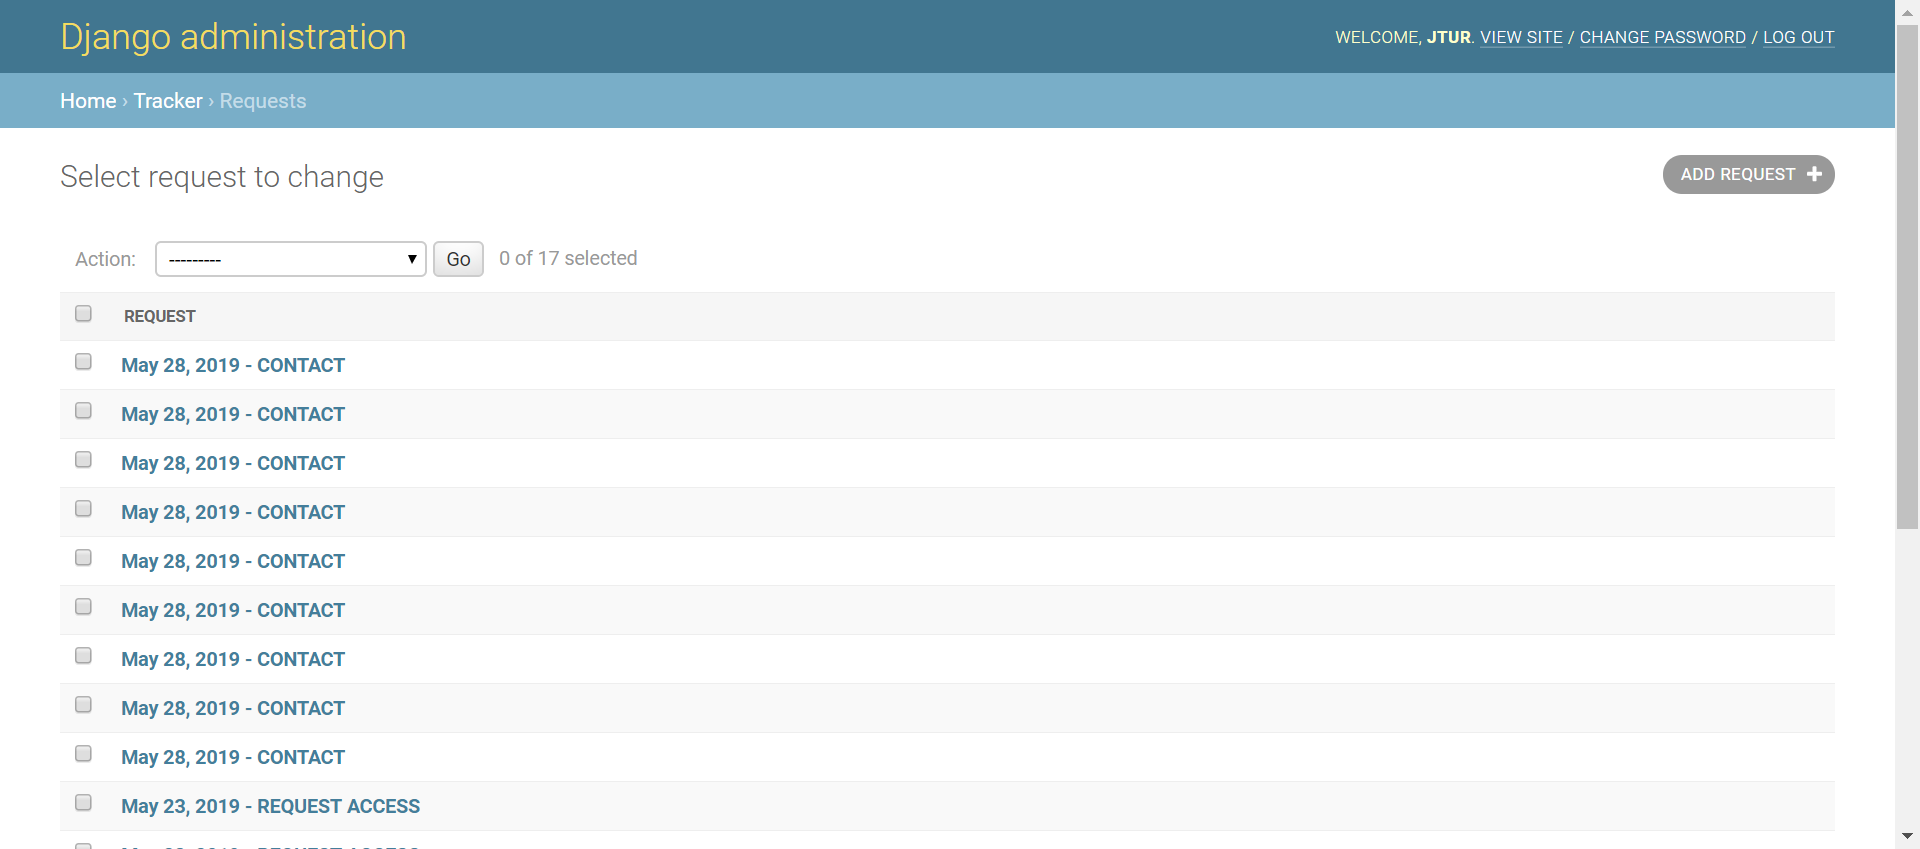 Django administration
WELCOME, JTUR. VIEW SITE / CHANGE PASSWORD / LOG OUT
Home › Tracker › Requests
Select request to change
ADD REQUEST
Action: --------- Go 0 of 17 selected
REQUEST
May 28, 2019 - CONTACT
May 28, 2019 - CONTACT
May 28, 2019 - CONTACT
May 28, 2019 - CONTACT
May 28, 2019 - CONTACT
May 28, 2019 - CONTACT
May 28, 2019 - CONTACT
May 28, 2019 - CONTACT
May 28, 2019 - CONTACT
May 23, 2019 - REQUEST ACCESS